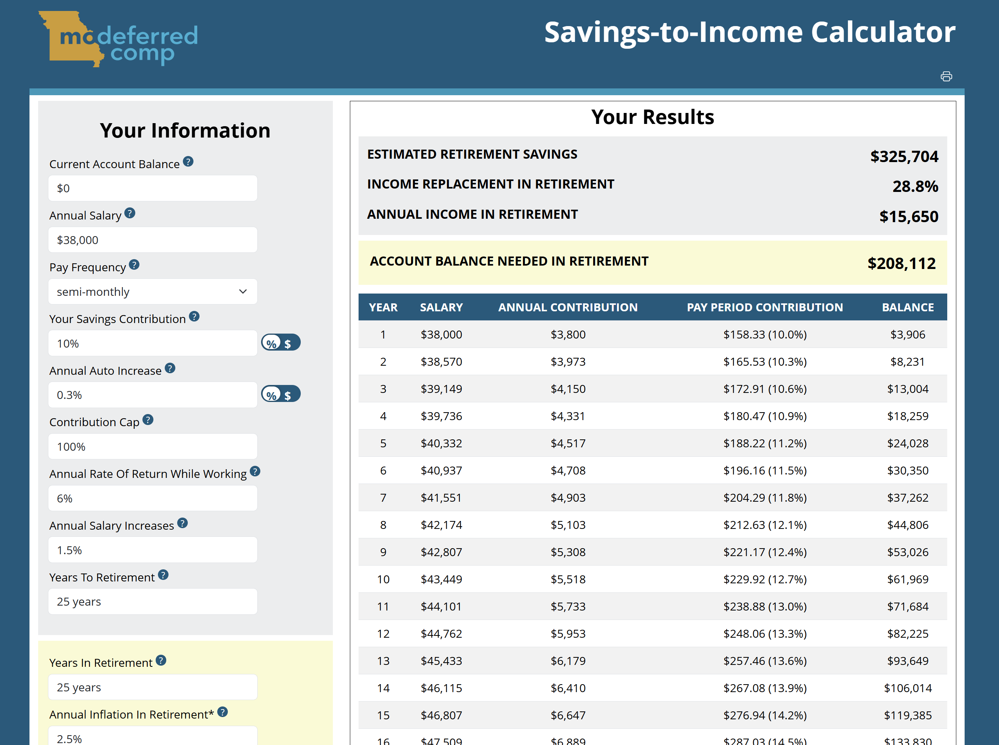 modeferred
comp
Savings-to-Income Calculator
Your Information
Current Account Balance ?
$0
Annual Salary ?
$38,000
Pay Frequency ?
semi-monthly
Your Savings Contribution ?
10% % $
Annual Auto Increase ?
0.3% % $
Contribution Cap ?
100%
Annual Rate Of Return While Working ?
6%
Annual Salary Increases ?
1.5%
Years To Retirement ?
25 years
Years In Retirement ?
25 years
Annual Inflation In Retirement* ?
2.5%
Your Results
ESTIMATED RETIREMENT SAVINGS $325,704
INCOME REPLACEMENT IN RETIREMENT 28.8%
ANNUAL INCOME IN RETIREMENT $15,650
ACCOUNT BALANCE NEEDED IN RETIREMENT $208,112
YEAR SALARY ANNUAL CONTRIBUTION PAY PERIOD CONTRIBUTION BALANCE
1 $38,000 $3,800 $158.33 (10.0%) $3,906
2 $38,570 $3,973 $165.53 (10.3%) $8,231
3 $39,149 $4,150 $172.91 (10.6%) $13,004
4 $39,736 $4,331 $180.47 (10.9%) $18,259
5 $40,332 $4,517 $188.22 (11.2%) $24,028
6 $40,937 $4,708 $196.16 (11.5%) $30,350
7 $41,551 $4,903 $204.29 (11.8%) $37,262
8 $42,174 $5,103 $212.63 (12.1%) $44,806
9 $42,807 $5,308 $221.17 (12.4%) $53,026
10 $43,449 $5,518 $229.92 (12.7%) $61,969
11 $44,101 $5,733 $238.88 (13.0%) $71,684
12 $44,762 $5,953 $248.06 (13.3%) $82,225
13 $45,433 $6,179 $257.46 (13.6%) $93,649
14 $46,115 $6,410 $267.08 (13.9%) $106,014
15 $46,807 $6,647 $276.94 (14.2%) $119,385
16 $47,509 $6,889 $287.03 (14.5%) $133,830